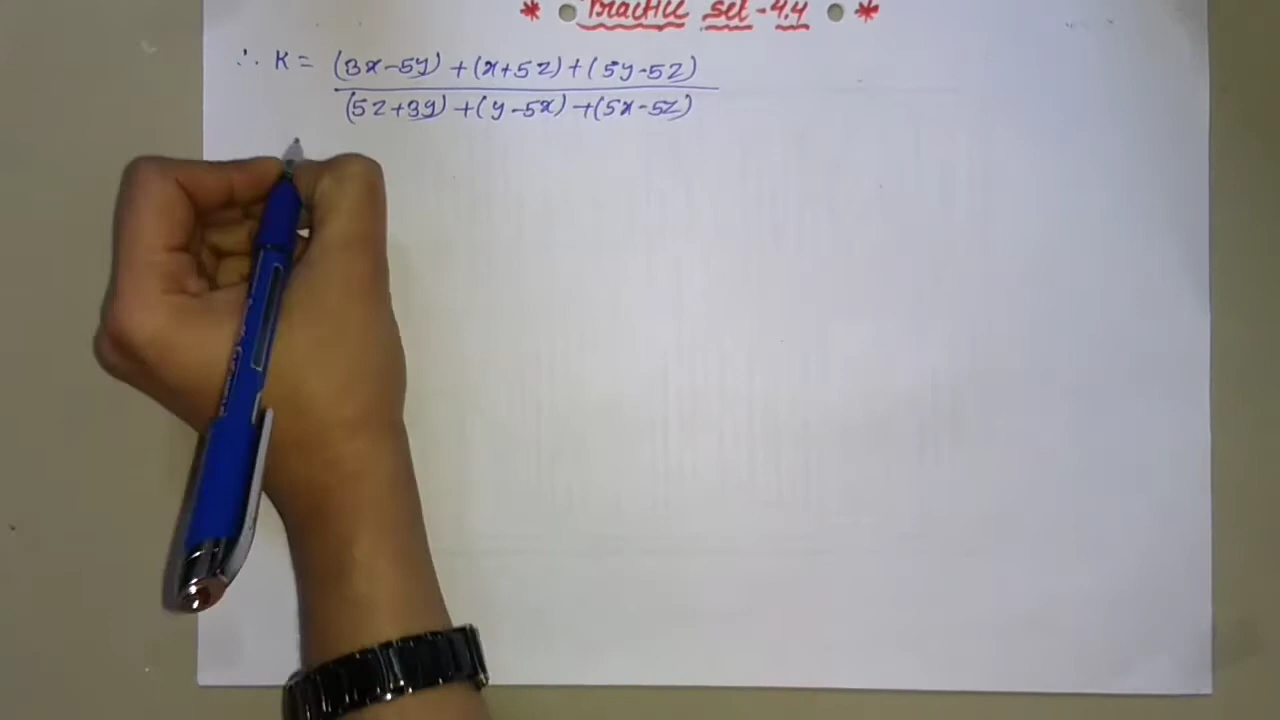 * Practice Set - 4.4 *
∴ K = (3x-5y) + (x+5z) + (5y-5z)
(5z+3y) + (y-5x) + (5x-5z)